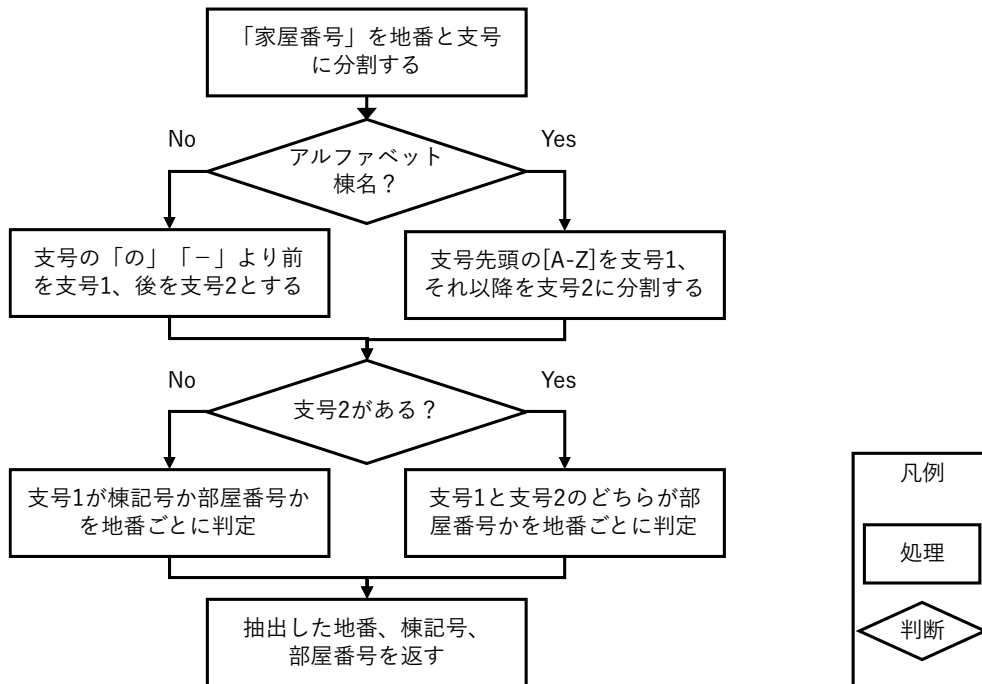 「家屋番号」を地番と支号
に分割する
No
Yes
アルファベット
棟名？
支号の「の」「－」より前
を支号1、後を支号2とする
支号先頭の[A-Z]を支号1、
それ以降を支号2に分割する
No
Yes
支号2がある？
支号1が棟記号か部屋番号か
を地番ごとに判定
支号1と支号2のどちらが部
屋番号かを地番ごとに判定
抽出した地番、棟記号、
部屋番号を返す
凡例
処理
判断